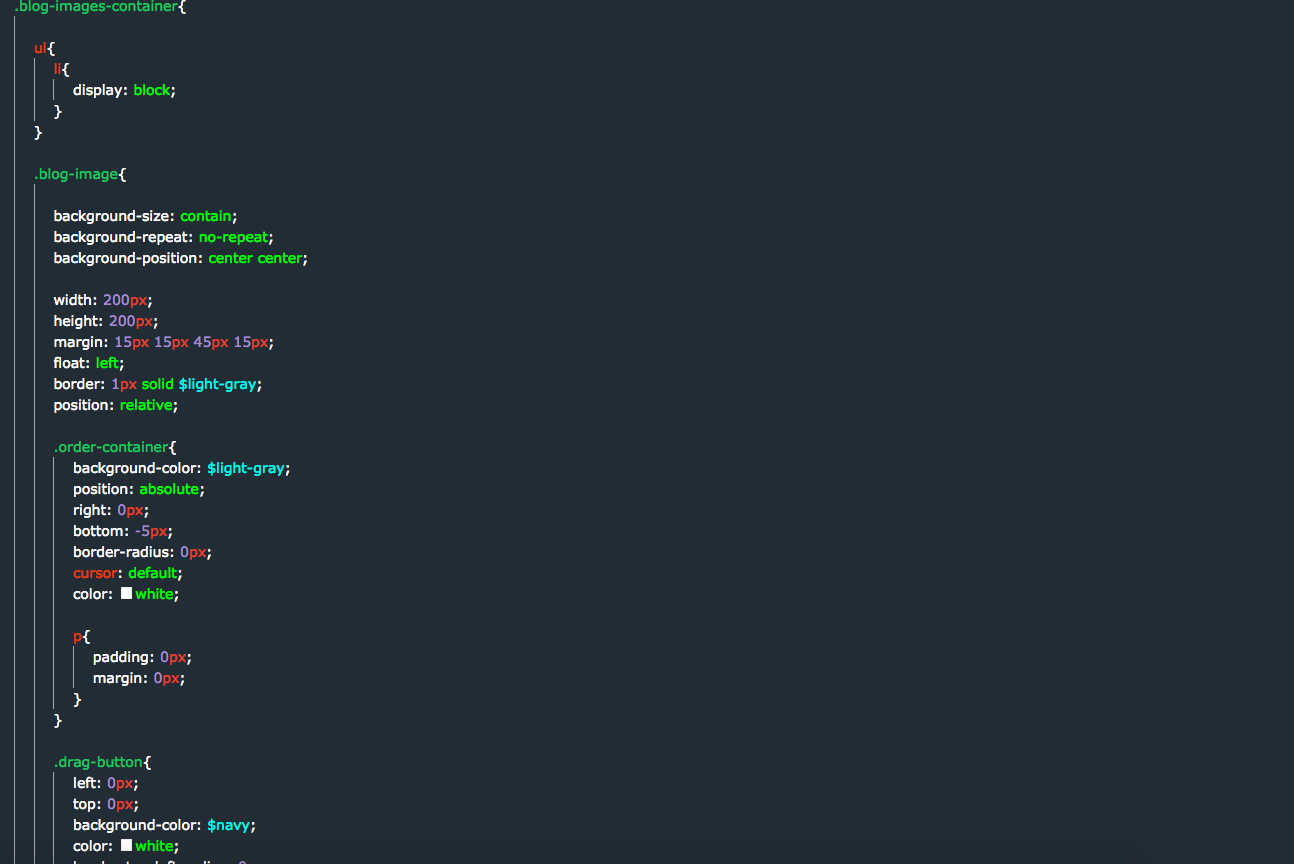 .blog-images-container{
ul{
li{
display: block;
}
}
.blog-image{
background-size: contain;
background-repeat: no-repeat;
background-position: center center;
width: 200px;
height: 200px;
margin: 15px 15px 45px 15px;
float: left;
border: 1px solid $light-gray;
position: relative;
.order-container{
background-color: $light-gray;
position: absolute;
right: 0px;
bottom: -5px;
border-radius: 0px;
cursor: default;
color: white;
p{
padding: 0px;
margin: 0px;
}
}
.drag-button{
left: 0px;
top: 0px;
background-color: $navy;
color: white;